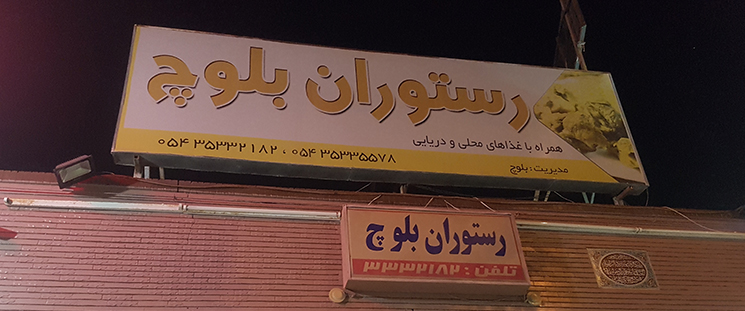 رستوران بلوچ
همراه با غذاهای محلی و دریایی
۰۵۴ ۳۵۳۳۲۱۸۲ ، ۰۵۴ ۳۵۳۳۵۵۷۸
مدیریت : بلوچ
رستوران بلوچ
تلفن : ۳۳۳۲۱۸۲